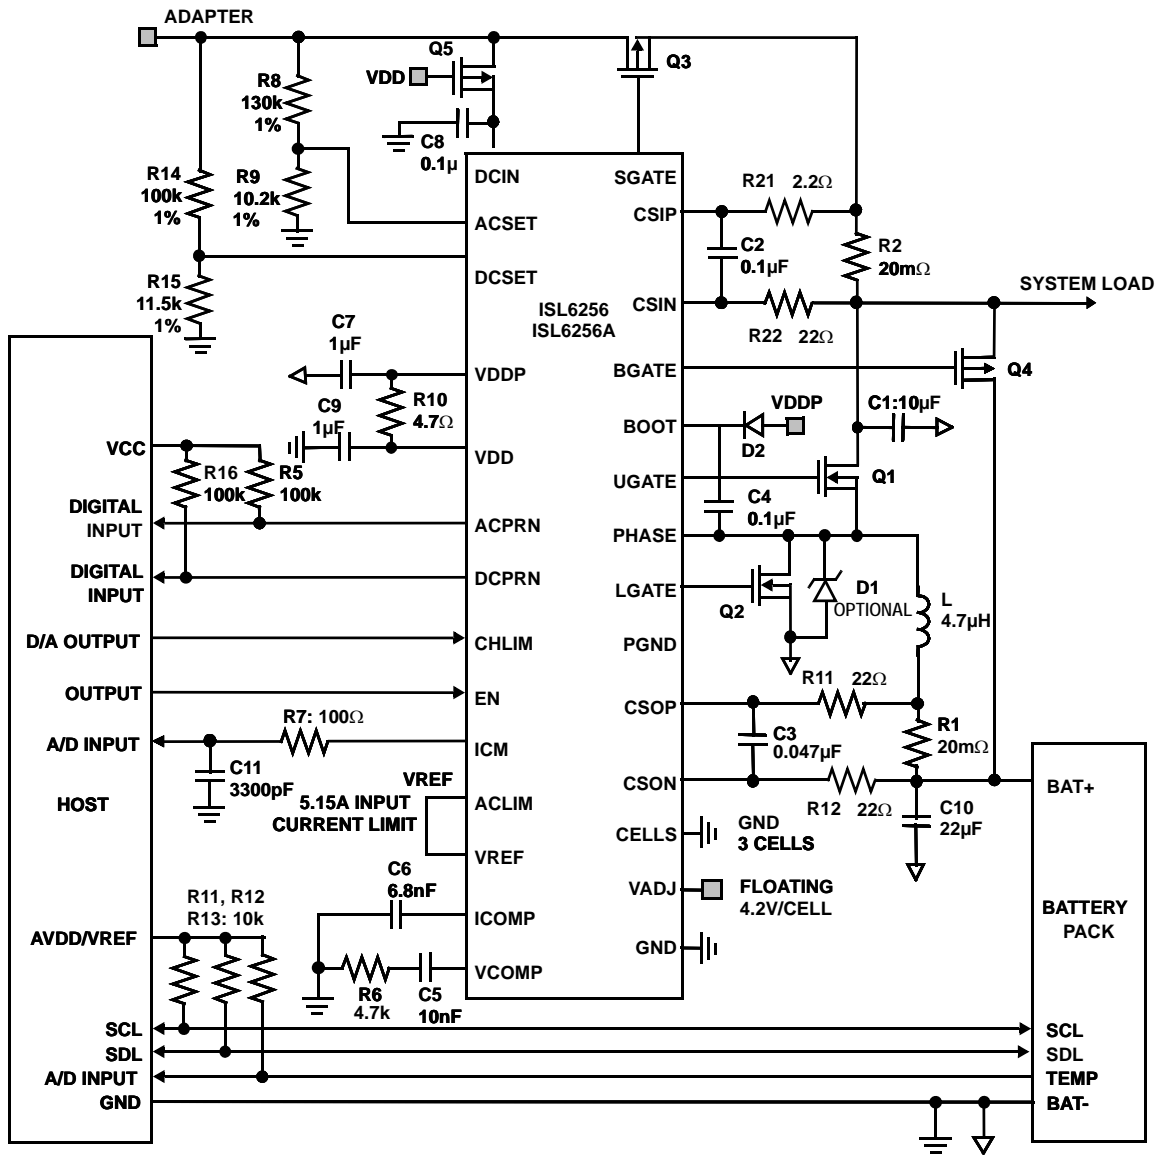 ADAPTER
Q5
VDD
Q3
R8
130k
1%
C8
0.1µ
R14
100k
1%
R9
10.2k
1%
DCIN
SGATE
R21 2.2Ω
ACSET
CSIP
C2
0.1µF
R2
20mΩ
R15
11.5k
1%
DCSET
SYSTEM LOAD
ISL6256
ISL6256A
CSIN
R22 22Ω
C7
1µF
VDDP
BGATE
Q4
C9
1µF
R10
4.7Ω
BOOT
VDDP
D2
C1:10µF
VCC
VDD
R16
100k
R5
100k
UGATE
Q1
C4
0.1µF
DIGITAL
INPUT
ACPRN
PHASE
DIGITAL
INPUT
DCPRN
LGATE
Q2
D1
OPTIONAL
L
4.7µH
D/A OUTPUT
CHLIM
PGND
OUTPUT
EN
R11 22Ω
CSOP
R7: 100Ω
A/D INPUT
ICM
C3
0.047µF
R1
20mΩ
C11
3300pF
VREF
CSON
BAT+
R12 22Ω
HOST
5.15A INPUT
CURRENT LIMIT
ACLIM
C10
22µF
CELLS
GND
3 CELLS
VREF
C6
6.8nF
VADJ
FLOATING
4.2V/CELL
R11, R12
R13: 10k
ICOMP
BATTERY
PACK
AVDD/VREF
GND
VCOMP
R6
4.7k
C5
10nF
SCL
SCL
SDL
SDL
A/D INPUT
TEMP
GND
BAT-